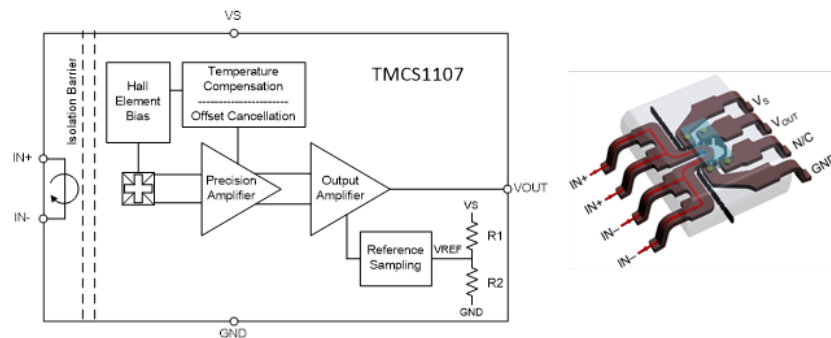 VS
TMCS1107
Isolation Barrier
Hall
Element
Bias
Temperature
Compensation
Offset Cancellation
IN+
IN-
Precision
Amplifier
Output
Amplifier
VOUT
VS
R1
Reference
Sampling
VREF
R2
GND
GND
VS
VOUT
N/C
GND
IN+
IN+
IN–
IN–